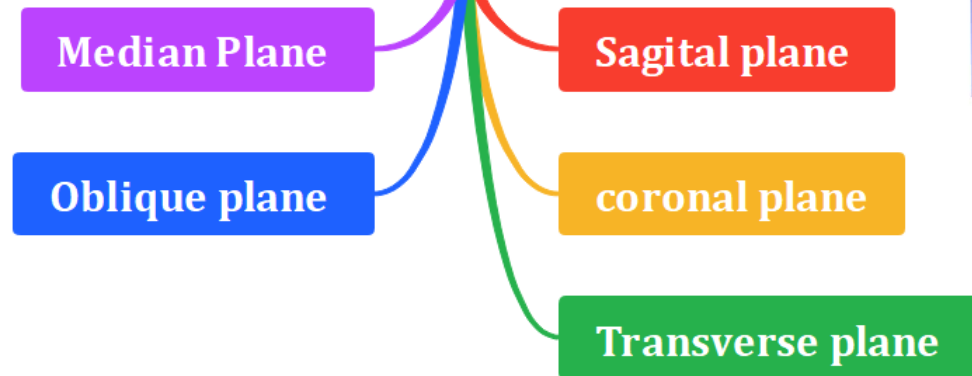 Median Plane
Sagital plane
Oblique plane
coronal plane
Transverse plane